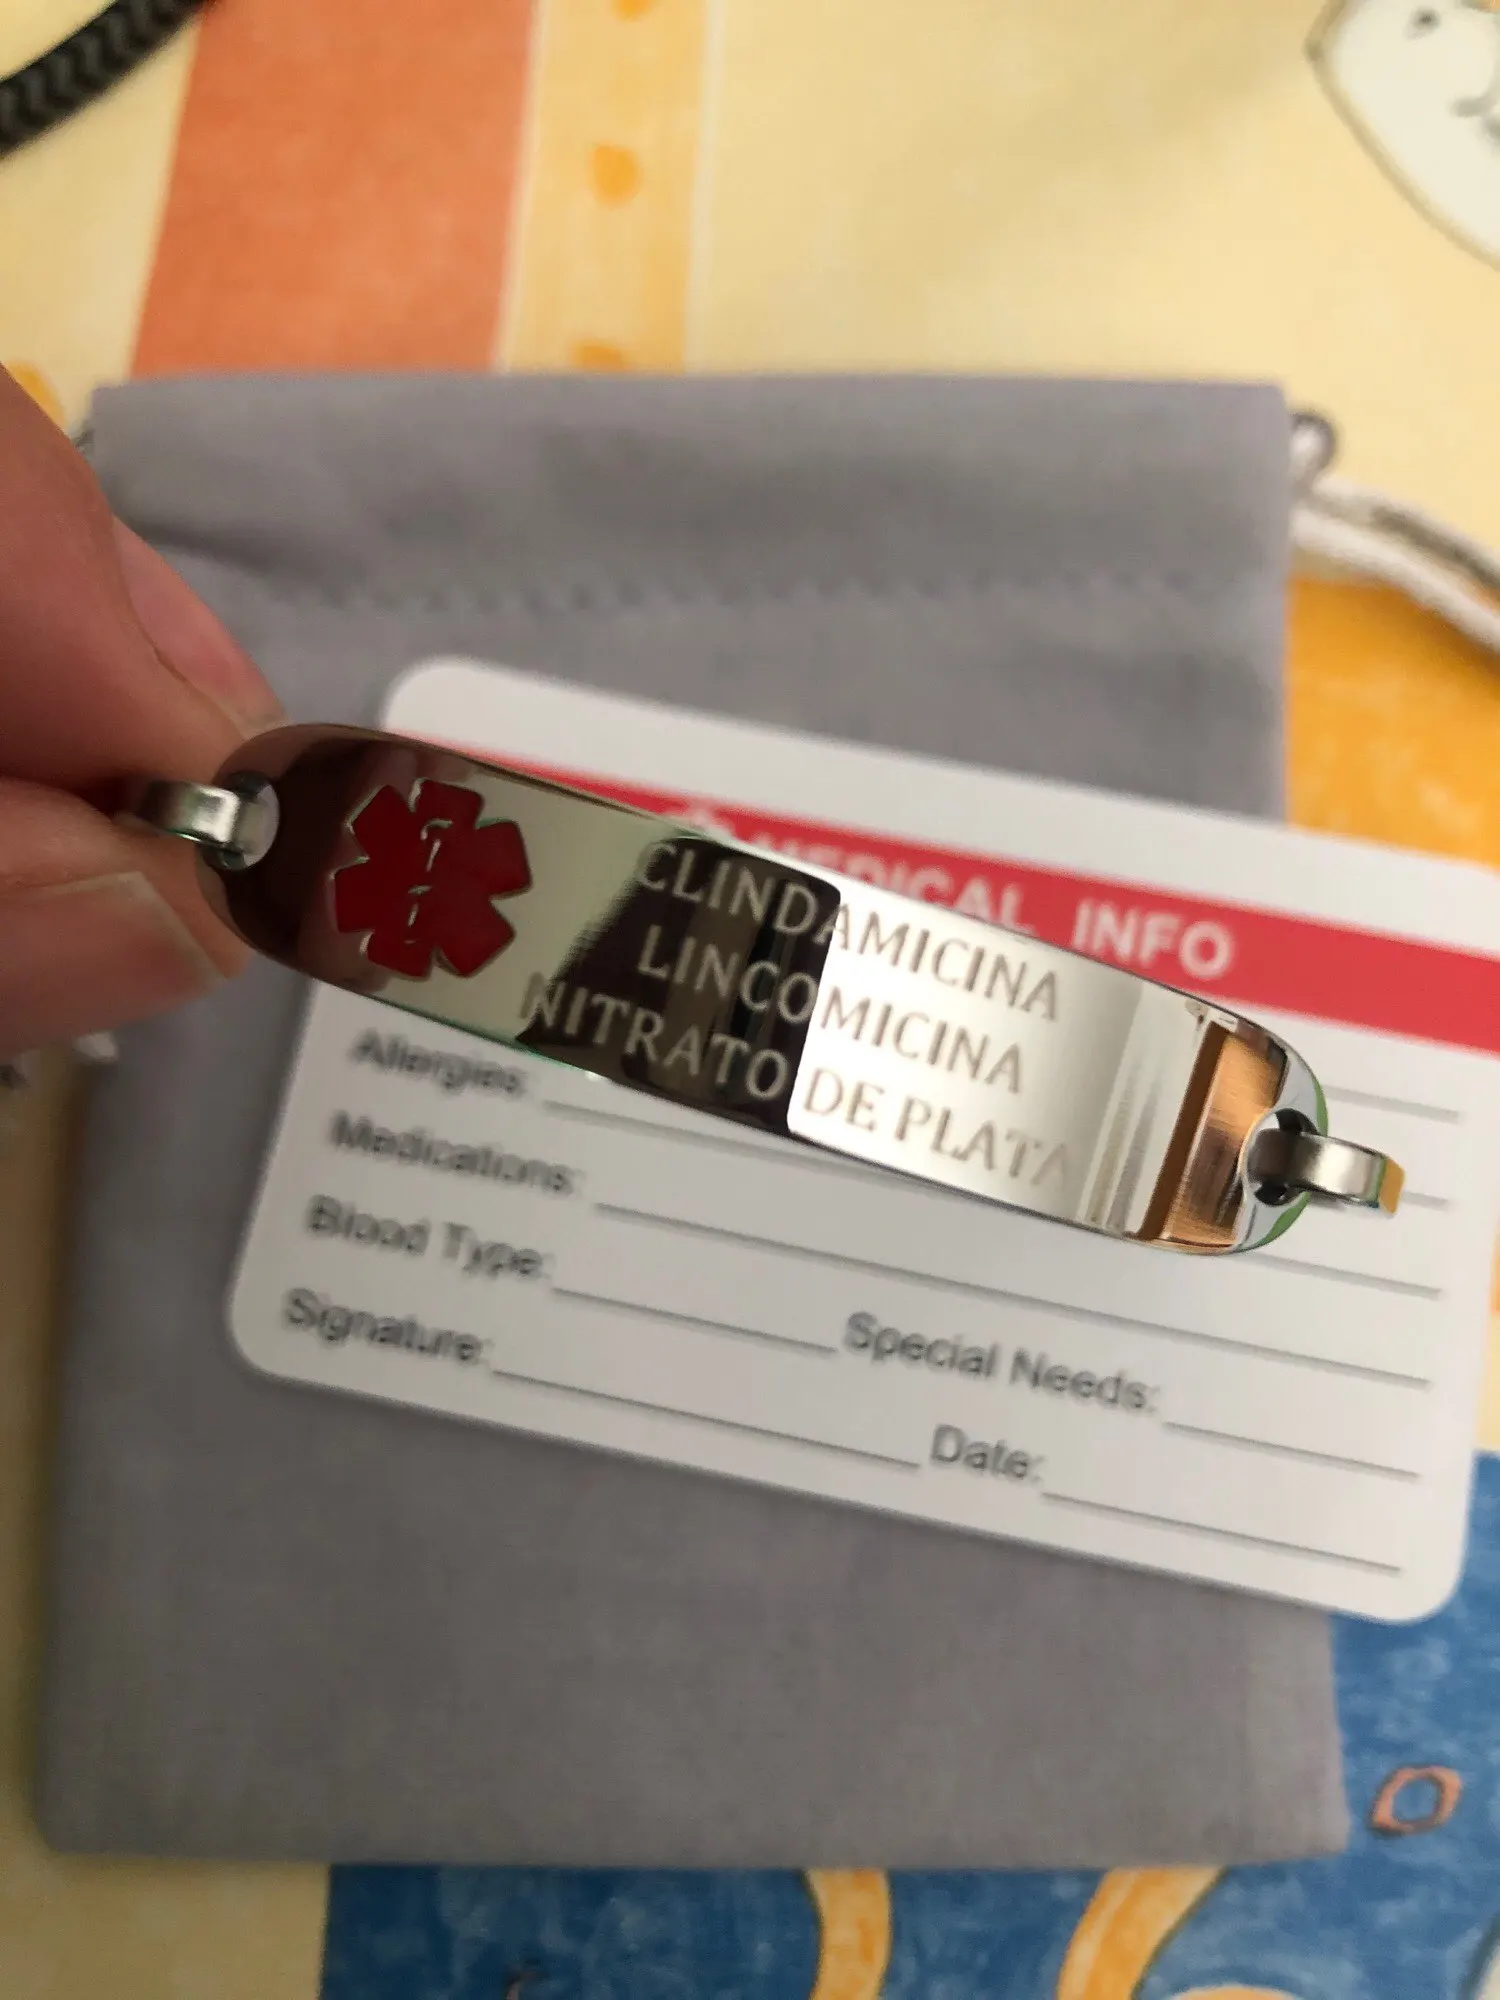 CLINDAMICINA
LINCOMICINA
NITRATO DE PLATA
MEDICAL INFO
Allergies:
Medications:
Blood Type:
Special Needs:
Signature:
Date: